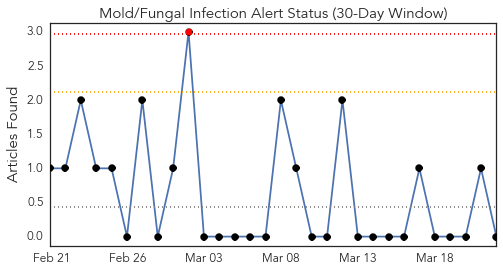 Mold/Fungal Infection Alert Status (30-Day Window)
Articles Found
3.0
2.5
2.0
1.5
1.0
0.5
0.0
Feb 21 Feb 26 Mar 03 Mar 08 Mar 13 Mar 18